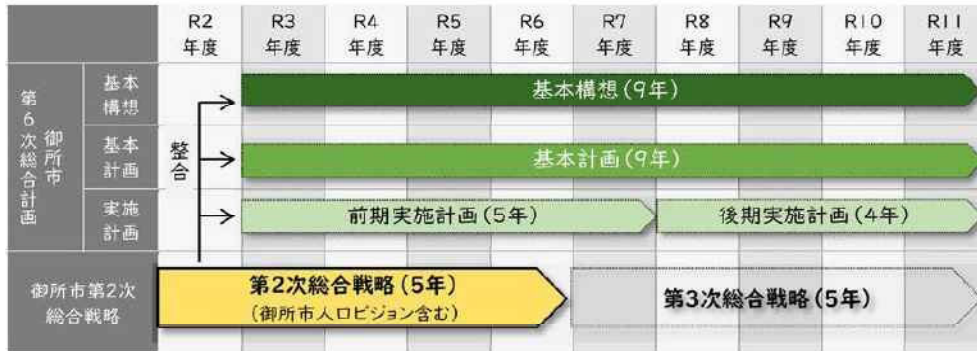 R2 R3 R4 R5 R6 R7 R8 R9 R10 R11
年度 年度 年度 年度 年度 年度 年度 年度 年度 年度
御所市
第6次総合計画
基本
構想
基本構想(9年)
基本
計画
整合
基本計画(9年)
実施
計画
前期実施計画(5年)
後期実施計画(4年)
御所市第2次
総合戦略
第2次総合戦略(5年)
(御所市人口ビジョン含む)
第3次総合戦略(5年)